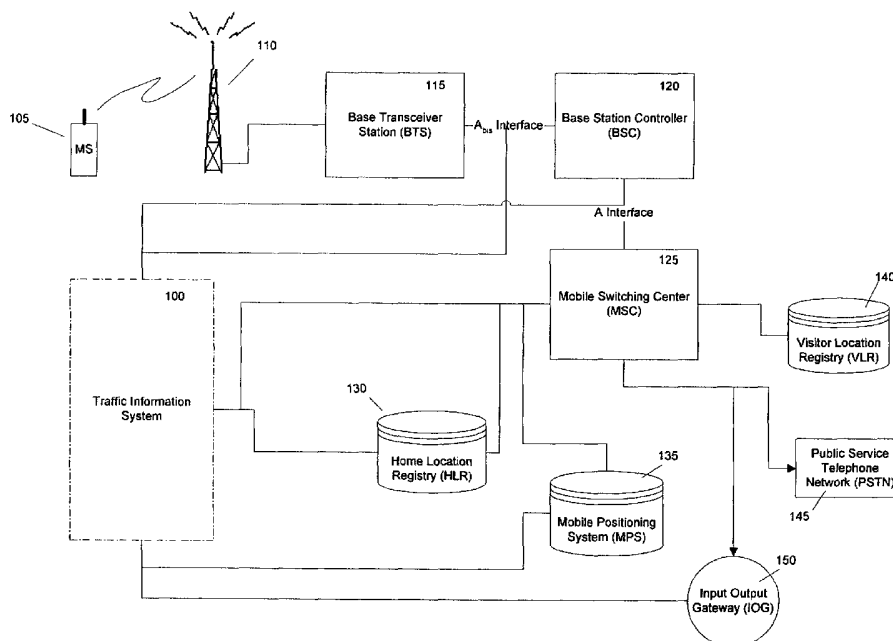 110
115
Base Transceiver
Station (BTS)
Abis Interface
120
Base Station Controller
(BSC)
105
MS
A Interface
100
Traffic Information
System
125
Mobile Switching Center
(MSC)
140
Visitor Location
Registry (VLR)
130
Home Location
Registry (HLR)
135
Mobile Positioning
System (MPS)
Public Service
Telephone
Network (PSTN)
145
150
Input Output
Gateway (IOG)